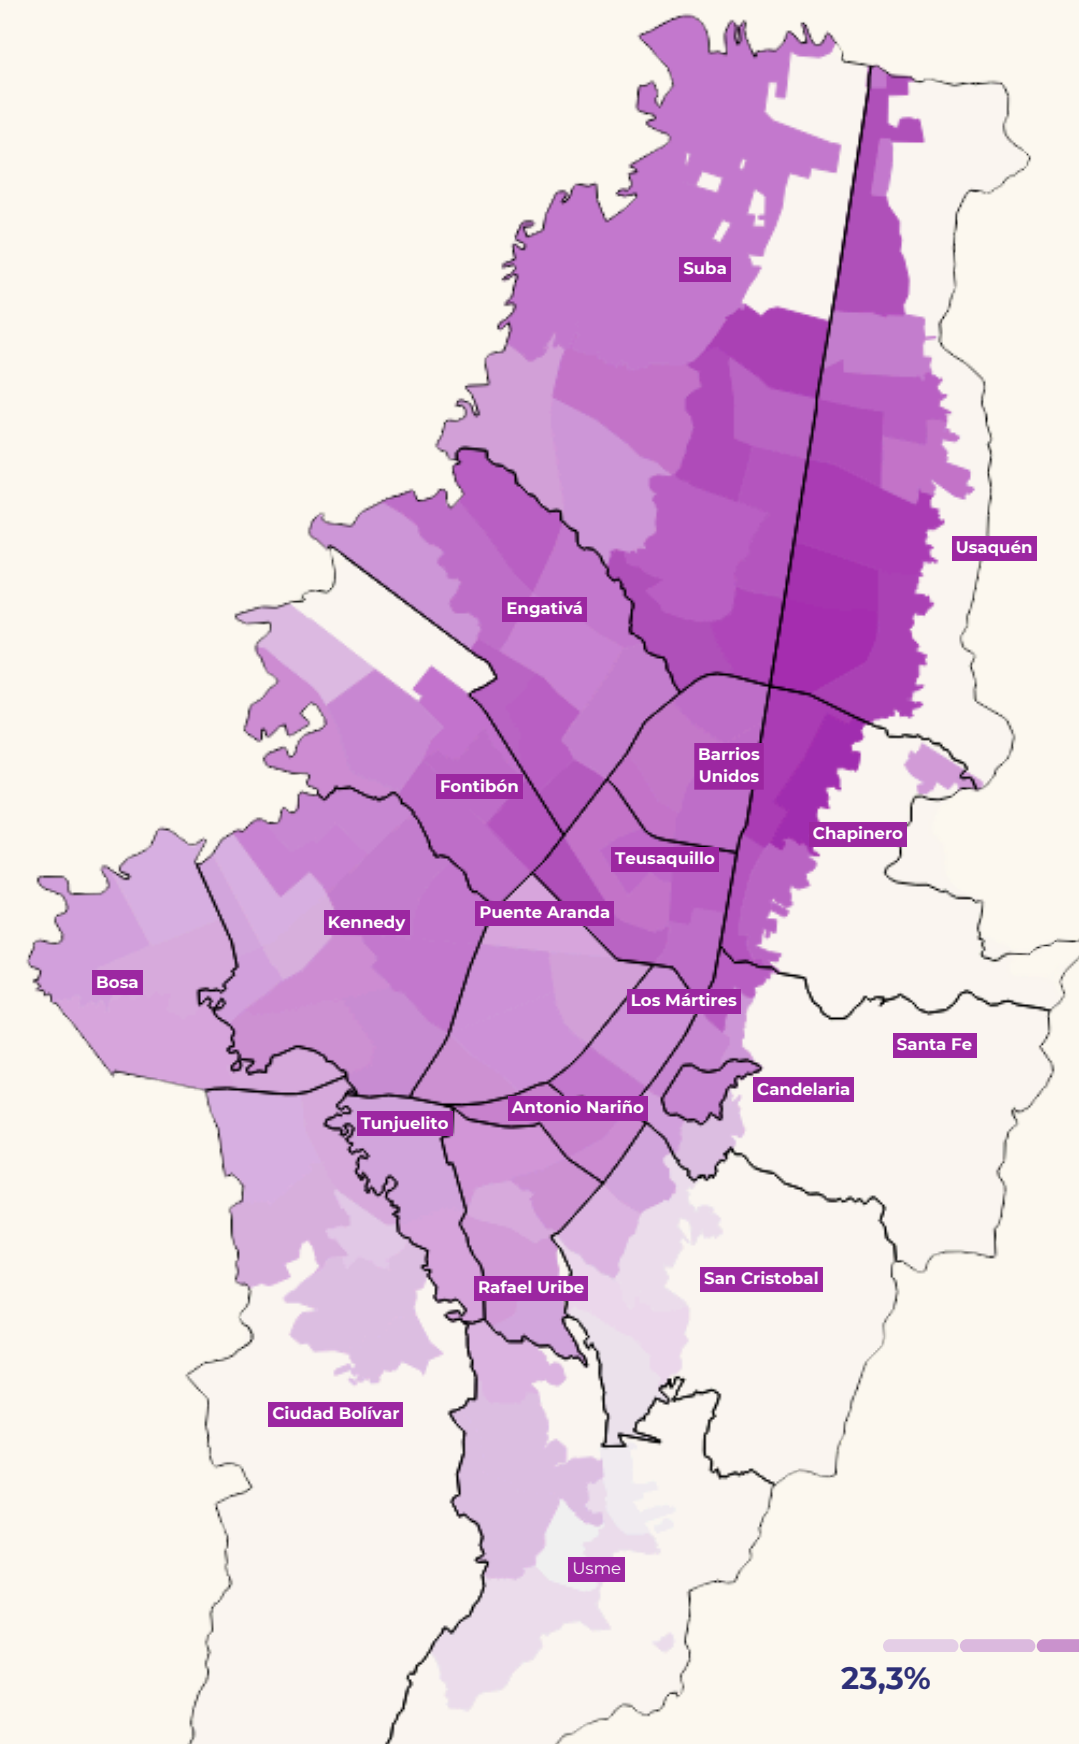 Suba
Usaquén
Engativá
Barrios
Unidos
Fontibón
Chapinero
Teusaquillo
Puente Aranda
Kennedy
Bosa
Los Mártires
Santa Fe
Candelaria
Antonio Nariño
Tunjuelito
San Cristobal
Rafael Uribe
Ciudad Bolívar
Usme
23,3%